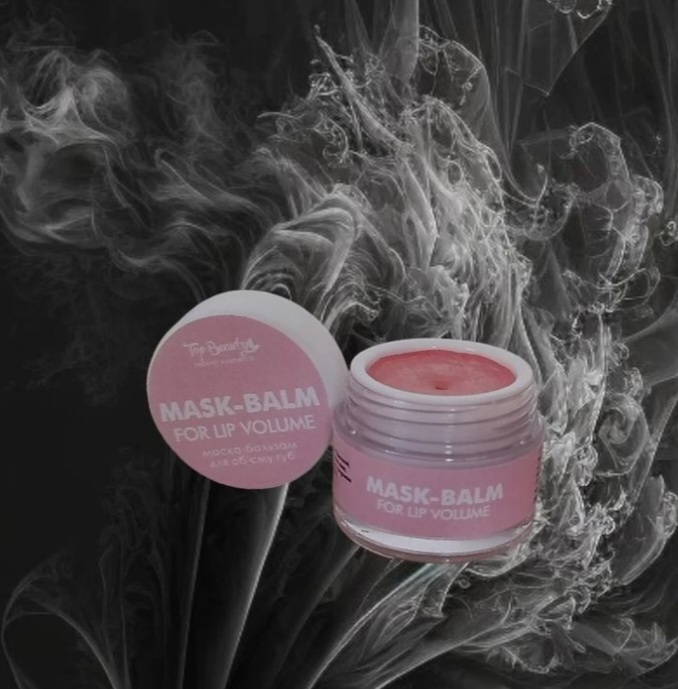 Top Beauty
MASK-BALM
FOR LIP VOLUME
маска-бальзам
для об'єму губ
MASK-BALM
FOR LIP VOLUME